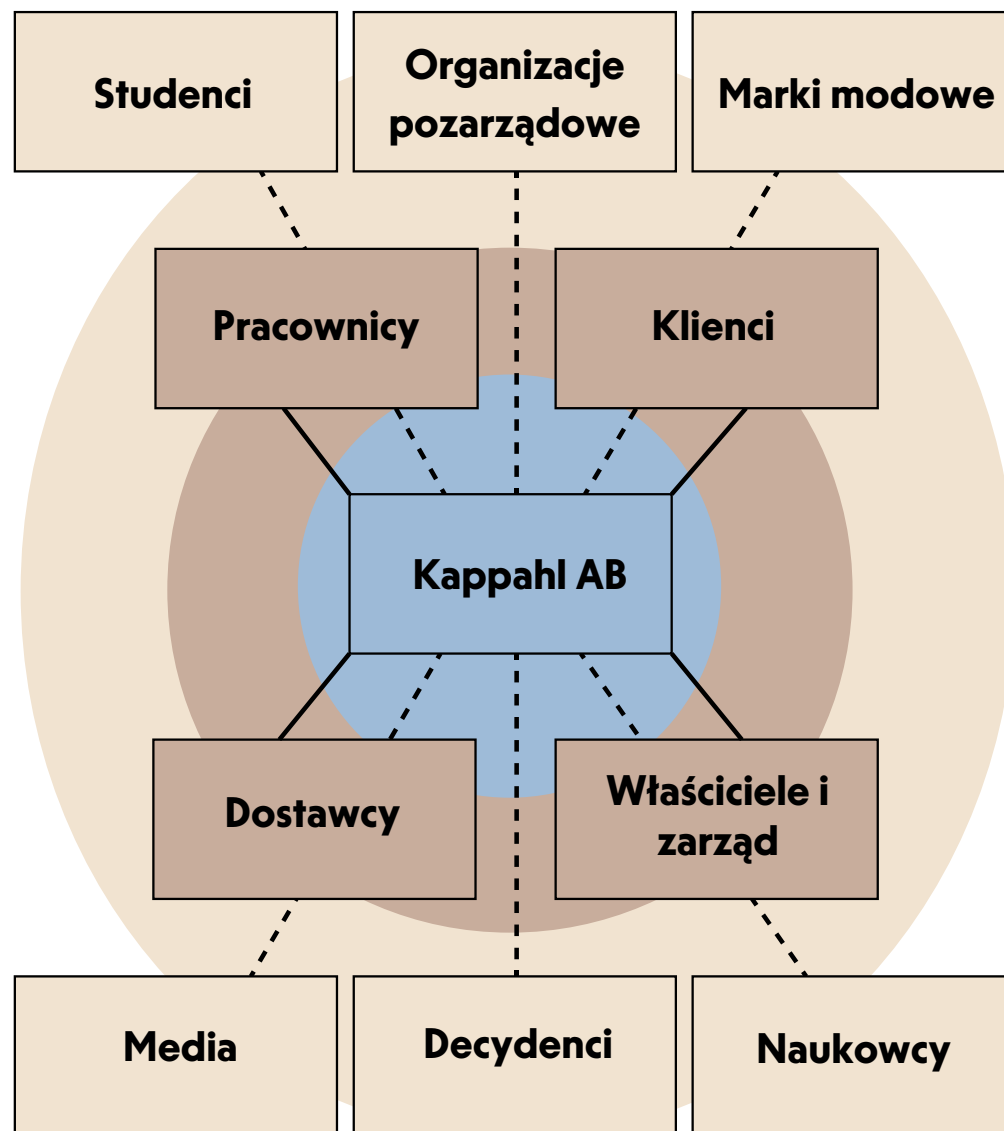 Studenci
Organizacje
pozarządowe
Marki modowe
Pracownicy
Klienci
Kappahl AB
Dostawcy
Właściciele i
zarząd
Media
Decydenci
Naukowcy